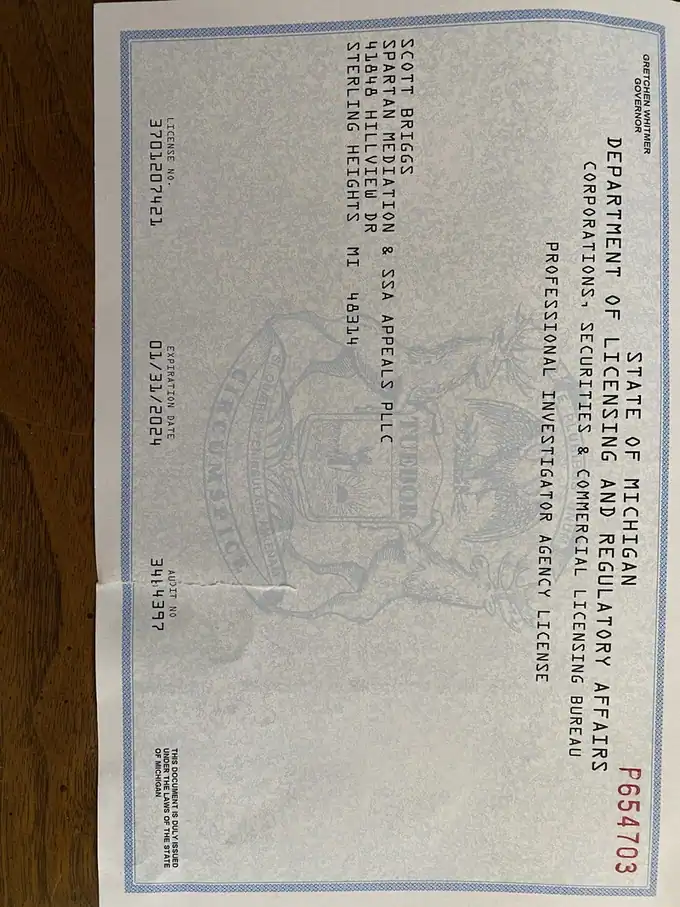 GRETCHEN WHITMER
GOVERNOR
P654703
STATE OF MICHIGAN
DEPARTMENT OF LICENSING AND REGULATORY AFFAIRS
CORPORATIONS, SECURITIES & COMMERCIAL LICENSING BUREAU
PROFESSIONAL INVESTIGATOR AGENCY LICENSE
SCOTT BRIGGS
SPARTAN MEDIATION & SSA APPEALS PLLC
41848 HILLVIEW DR
STERLING HEIGHTS MI 48314
TUEBOR
CIRCUMSPICE
LICENSE NO.
3701207421
EXPIRATION DATE
01/31/2024
AUDIT NO
THIS DOCUMENT IS DULY ISSUED
UNDER THE LAWS OF THE STATE
OF MICHIGAN